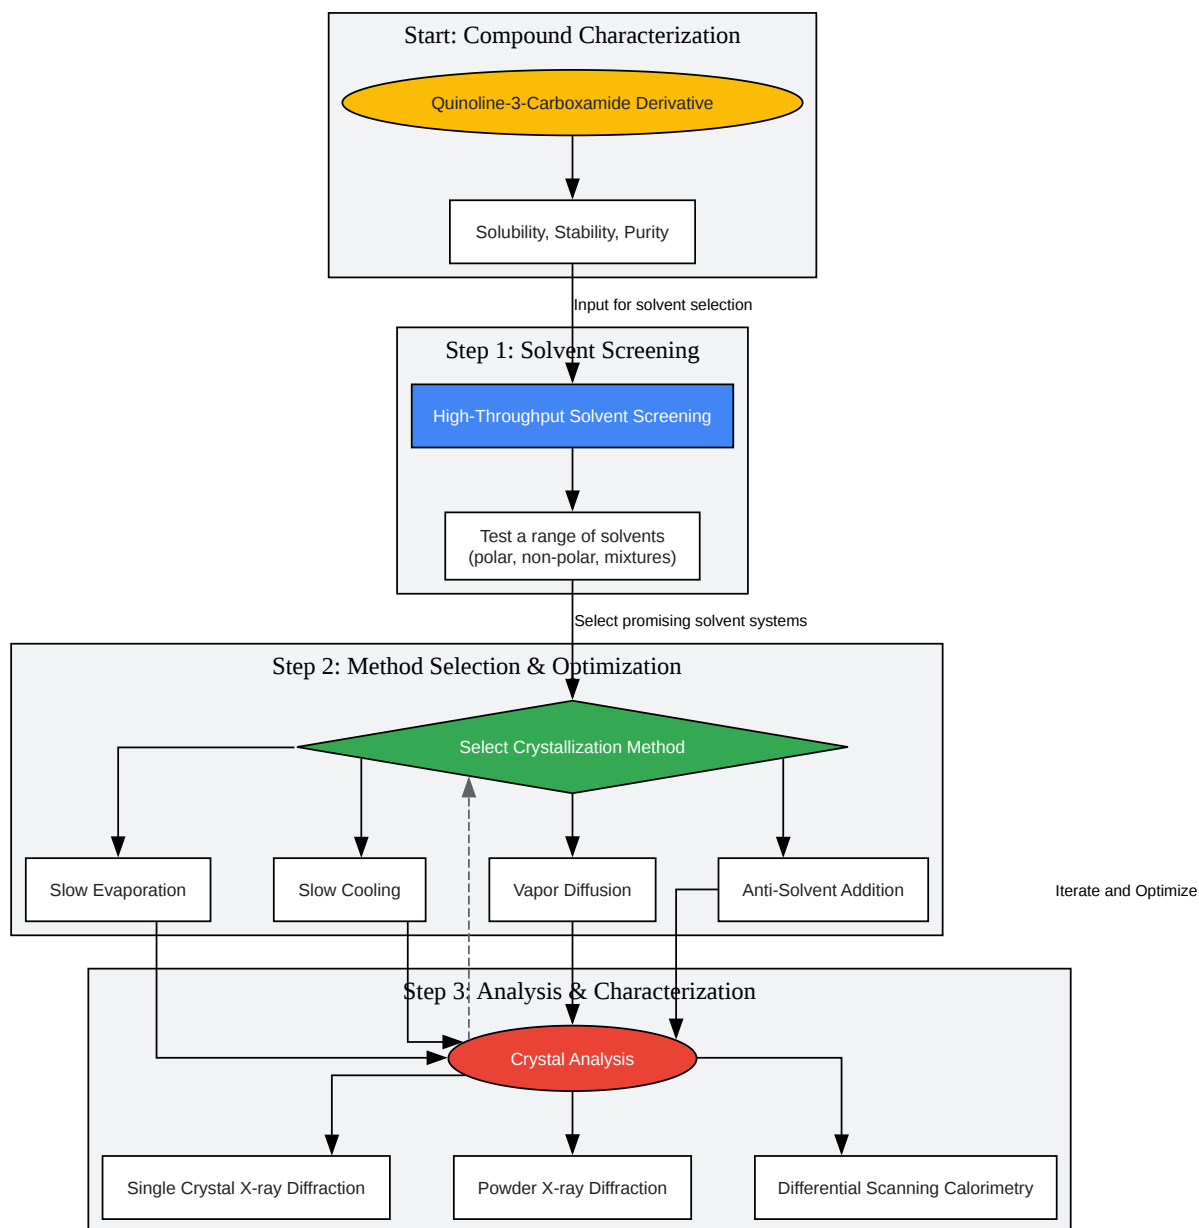 Start: Compound Characterization
Quinoline-3-Carboxamide Derivative
Solubility, Stability, Purity
Input for solvent selection
Step 1: Solvent Screening
High-Throughput Solvent Screening
Test a range of solvents
(polar, non-polar, mixtures)
Select promising solvent systems
Step 2: Method Selection & Optimization
Select Crystallization Method
Slow Evaporation
Slow Cooling
Vapor Diffusion
Anti-Solvent Addition
Iterate and Optimize
Step 3: Analysis & Characterization
Crystal Analysis
Single Crystal X-ray Diffraction
Powder X-ray Diffraction
Differential Scanning Calorimetry